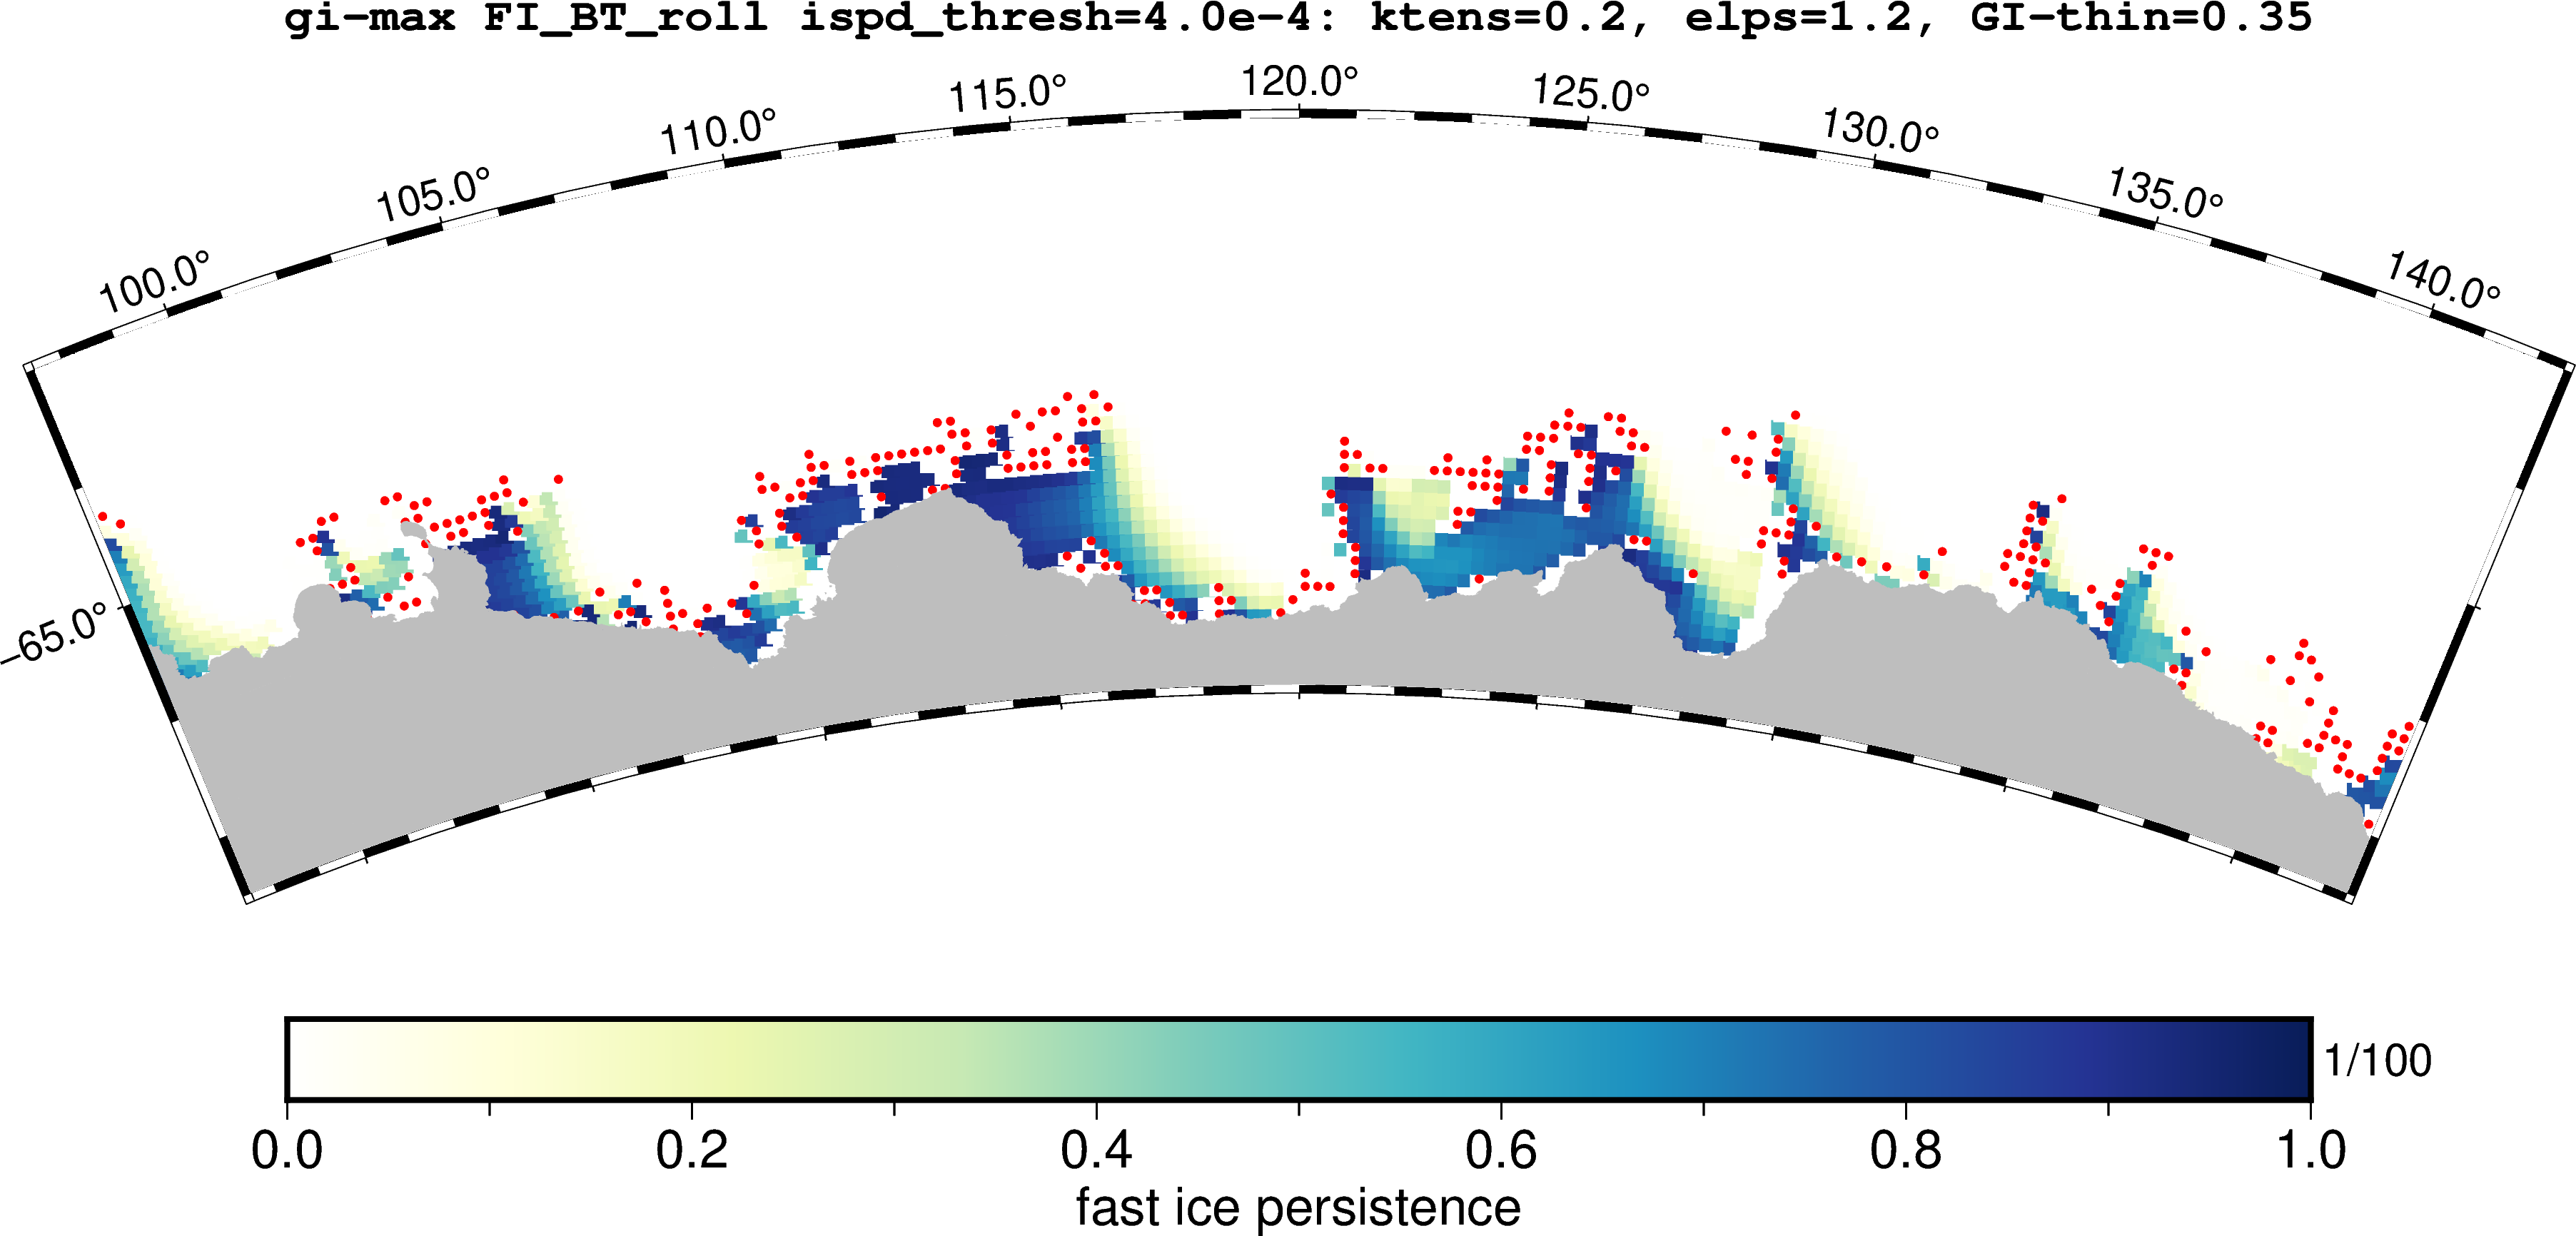 gi-max FI_BT_roll ispd_thresh=4.0e-4: ktens=0.2, elps=1.2, GI-thin=0.35
100.0° 105.0° 110.0° 115.0° 120.0° 125.0° 130.0° 135.0° 140.0°
-65.0°
1/100
0.0 0.2 0.4 0.6 0.8 1.0
fast ice persistence